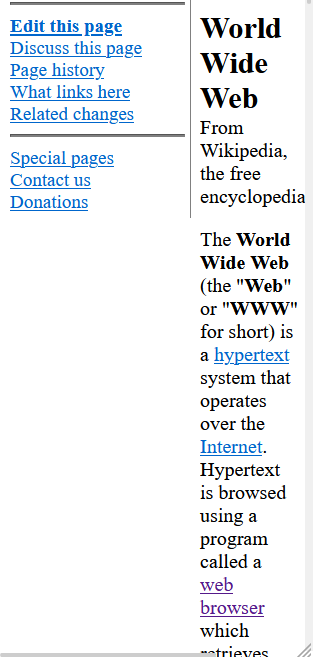 Edit this page
Discuss this page
Page history
What links here
Related changes
Special pages
Contact us
Donations
World
Wide
Web
From
Wikipedia,
the free
encyclopedia
The World
Wide Web
(the "Web"
or "WWW"
for short) is
a hypertext
system that
operates
over the
Internet.
Hypertext
is browsed
using a
program
called a
web
browser
which
retrieves